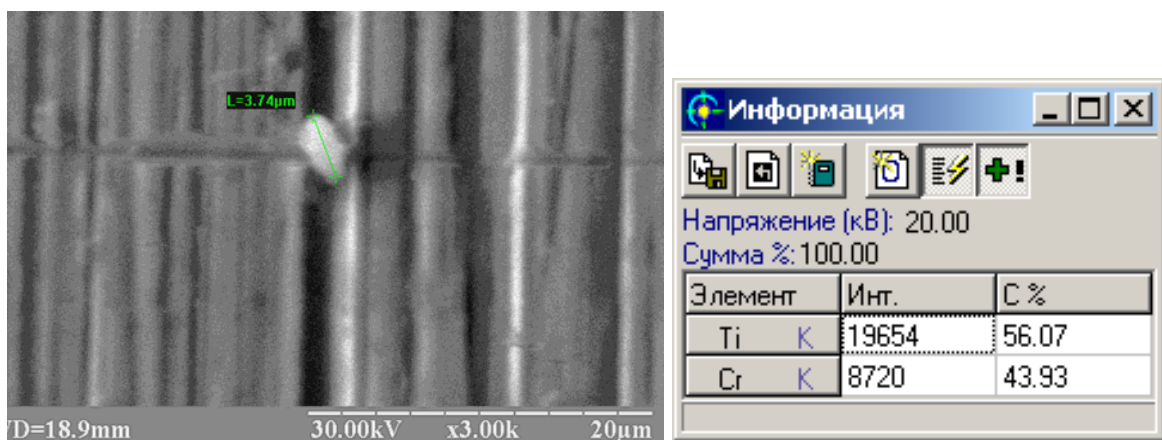 L=3.74µm
D=18.9mm 30.00kV x3.00k 20µm
Информация
Напряжение (кВ): 20.00
Сумма %: 100.00
Элемент Инт. C %
Ti K 19654 56.07
Cr K 8720 43.93